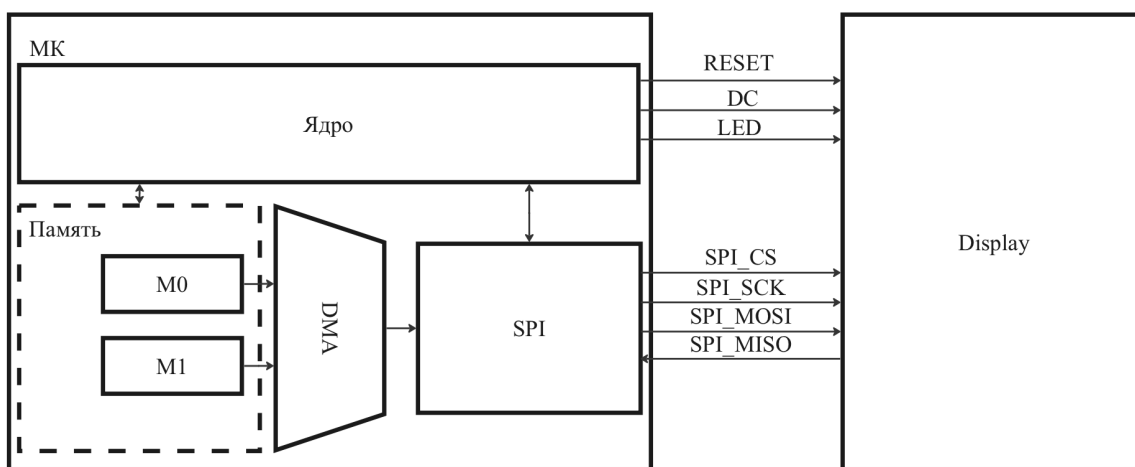 МК
Ядро
RESET
DC
LED
Память
M0
M1
DMA
SPI
SPI_CS
SPI_SCK
SPI_MOSI
SPI_MISO
Display